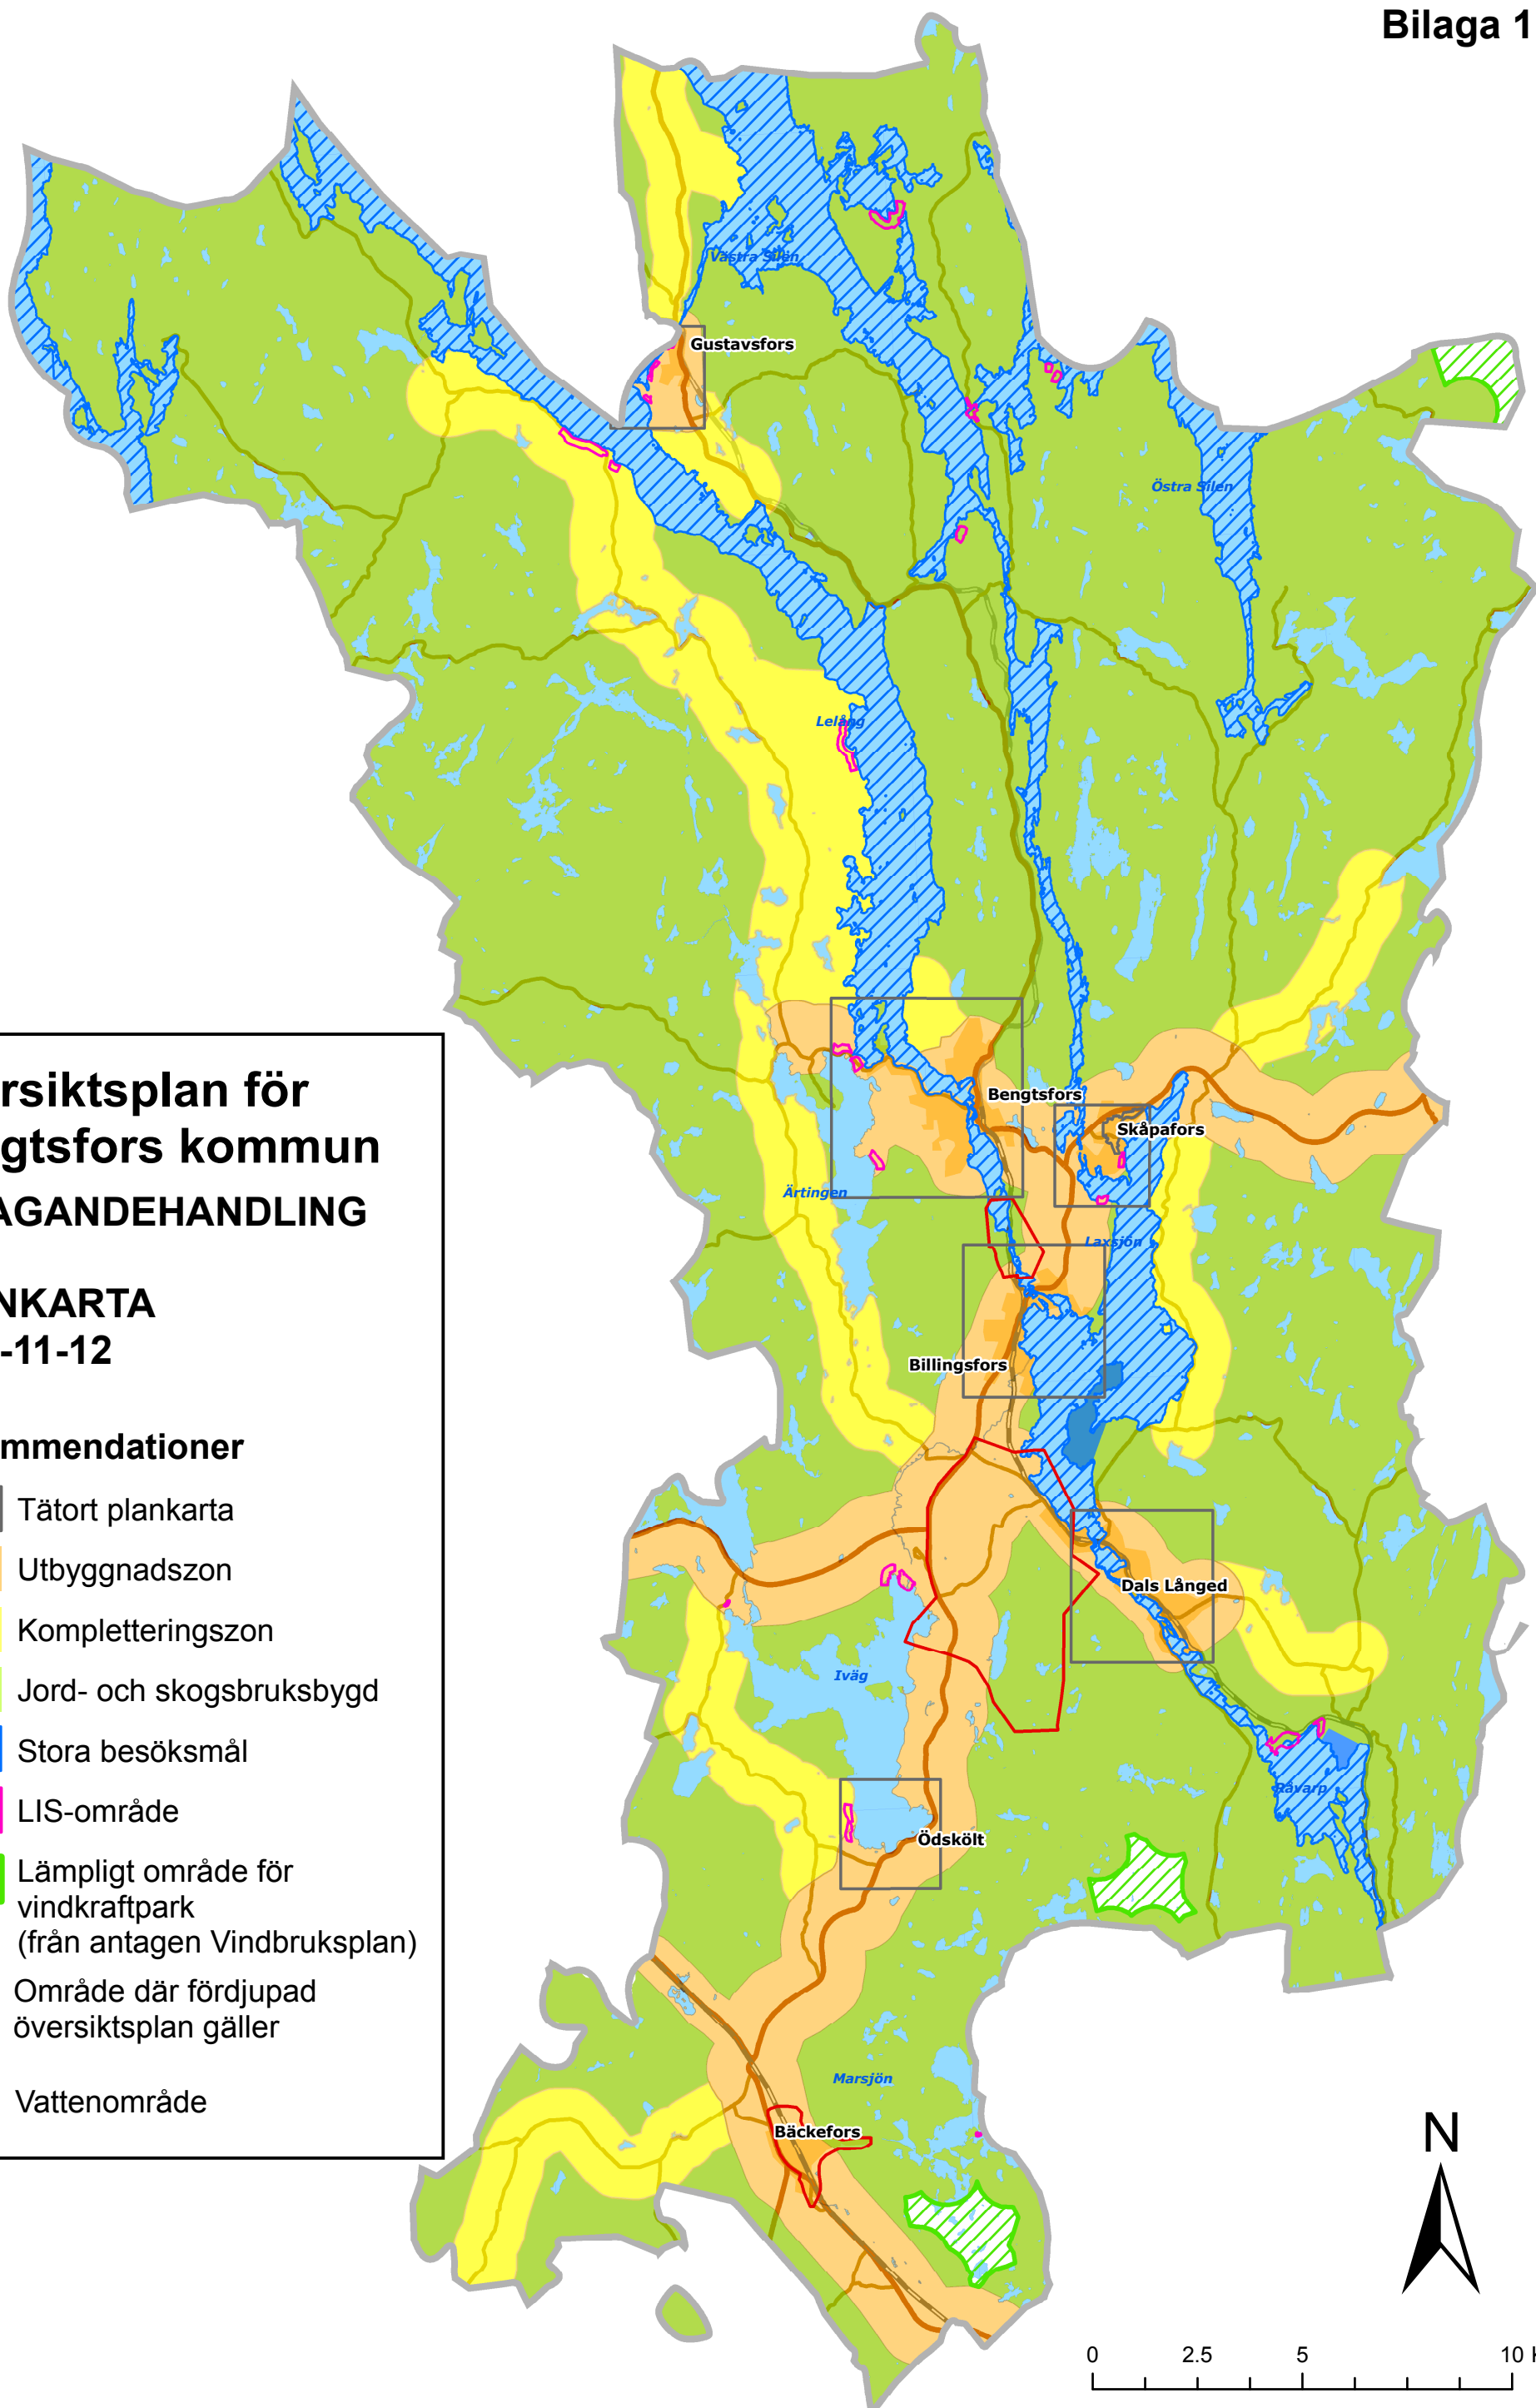 Bilaga 1
Västra Silen
Gustavsfors
Östra Silen
Lelång
Bengtsfors
Skåpafors
Ärtingen
Laxsjön
Billingsfors
Dals Långed
Iväg
Råvarp
Ödskölt
Marsjön
Bäckefors
rsiktsplan för
gtsfors kommun
AGANDEHANDLING
NKARTA
-11-12
mmendationer
Tätort plankarta
Utbyggnadszon
Kompletteringszon
Jord- och skogsbruksbygd
Stora besöksmål
LIS-område
Lämpligt område för
vindkraftpark
(från antagen Vindbruksplan)
Område där fördjupad
översiktsplan gäller
Vattenområde
N
0 2.5 5 10